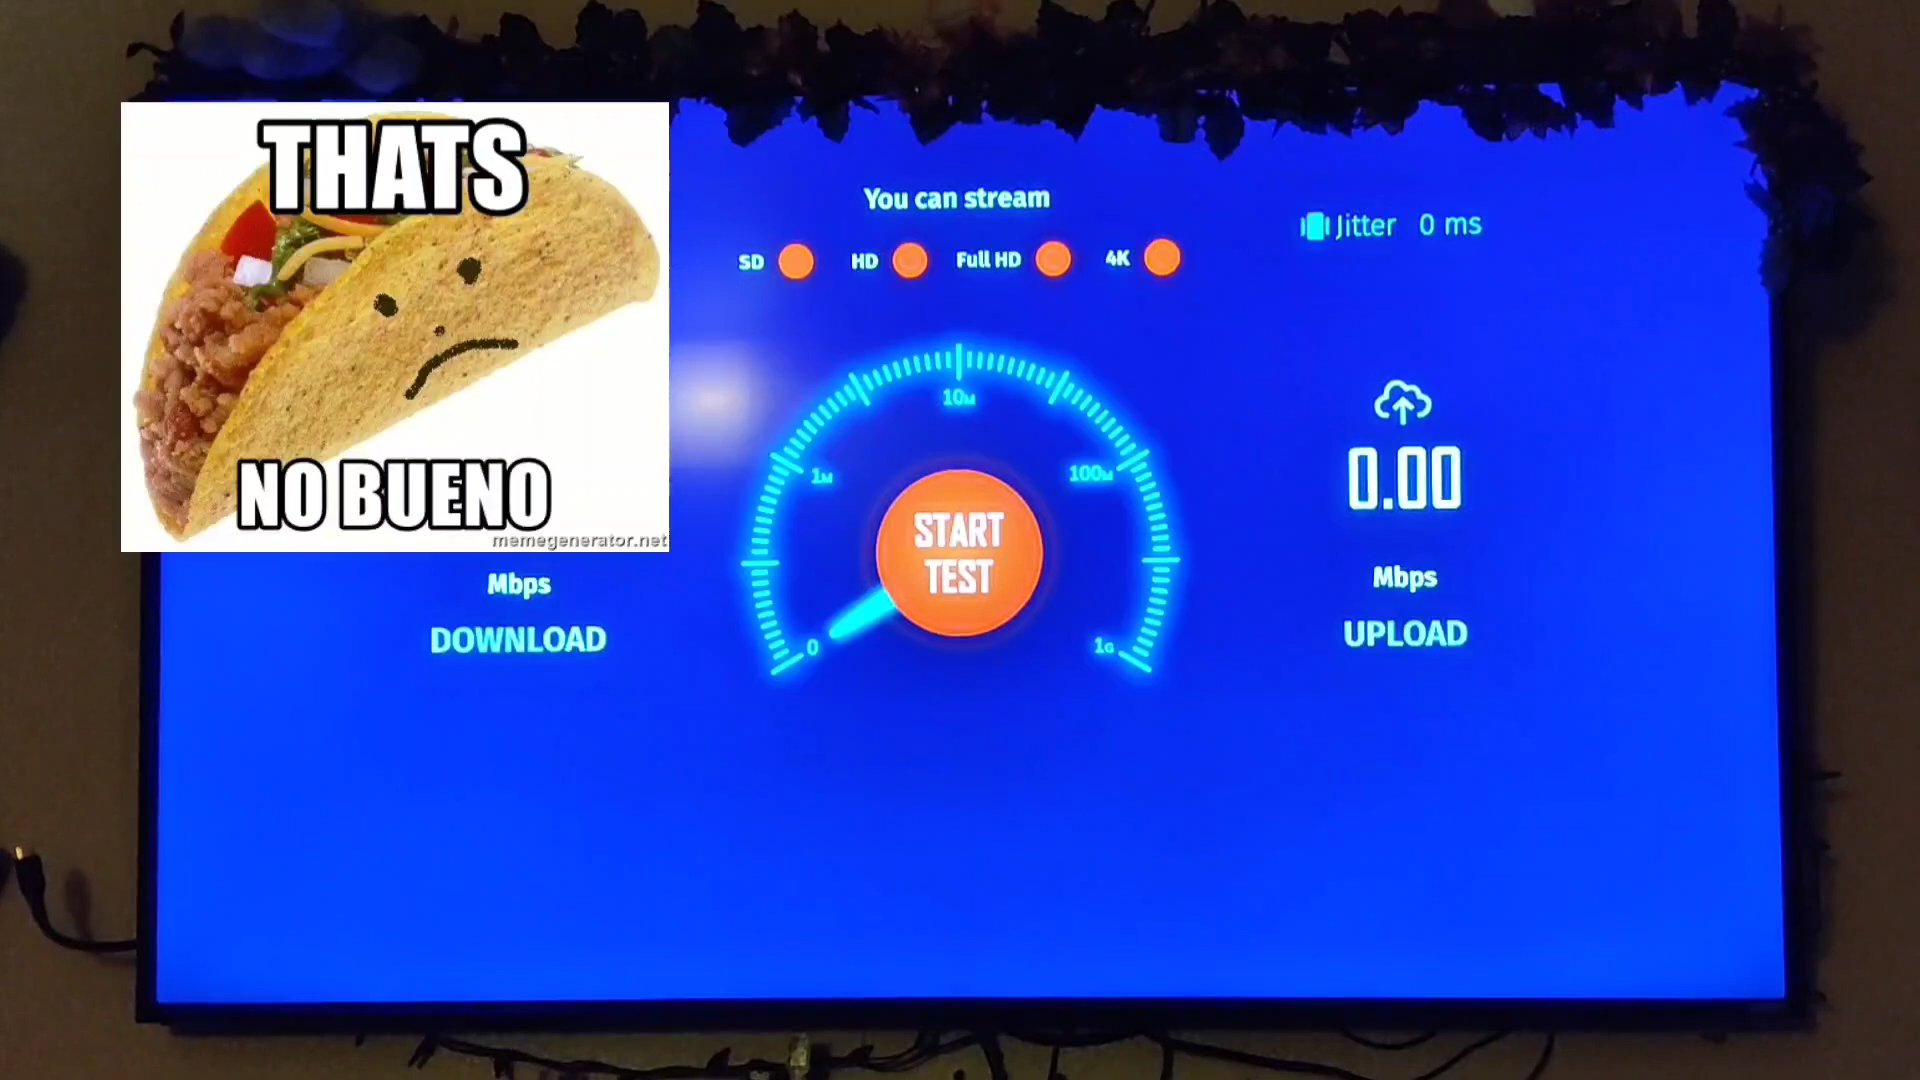 THATS
NO BUENO
memegenerator.net
You can stream
SD HD Full HD 4K
Jitter 0 ms
10M
1M 100M
START
TEST
0 1G
Mbps
DOWNLOAD
0.00
Mbps
UPLOAD